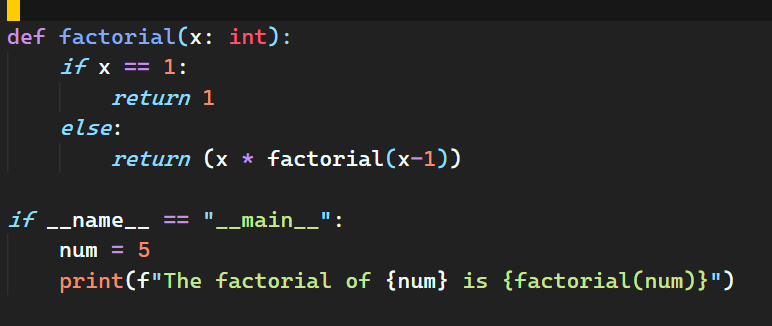 def factorial(x: int):
    if x == 1:
        return 1
    else:
        return (x * factorial(x-1))

if __name__ == "__main__":
    num = 5
    print(f"The factorial of {num} is {factorial(num)}")